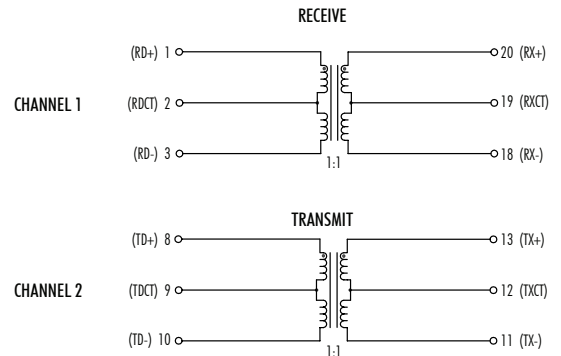 RECEIVE
(RD+) 1
20 (RX+)
CHANNEL 1
(RDCT) 2
19 (RXCT)
(RD-) 3
18 (RX-)
1:1
TRANSMIT
(TD+) 8
13 (TX+)
CHANNEL 2
(TDCT) 9
12 (TXCT)
(TD-) 10
11 (TX-)
1:1